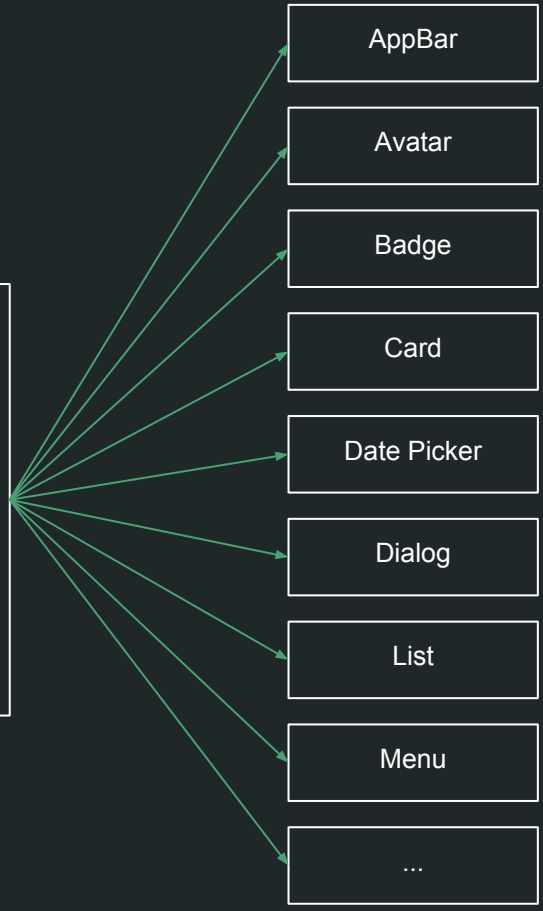 AppBar
Avatar
Badge
Card
Date Picker
Dialog
List
Menu
...